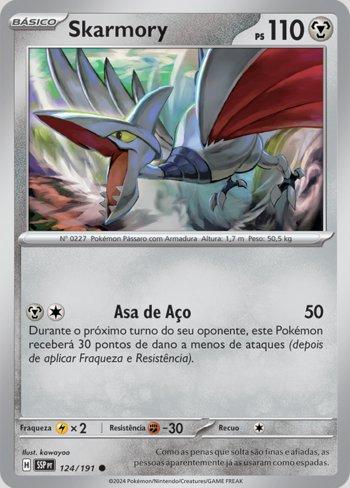 BÁSICO
Skarmory
PS 110
Nº 0227 Pokémon Pássaro com Armadura Altura: 1,7 m Peso: 50,5 kg
Asa de Aço 50
Durante o próximo turno do seu oponente, este Pokémon
receberá 30 pontos de dano a menos de ataques (depois
de aplicar Fraqueza e Resistência).
Fraqueza × 2 Resistência -30 Recuo
Ilust. kawayoo
H SSP PT 124/191
Como as penas que solta são finas e afiadas, as
pessoas aparentemente já as usaram como espadas.
©2024 Pokémon/Nintendo/Creatures/GAME FREAK